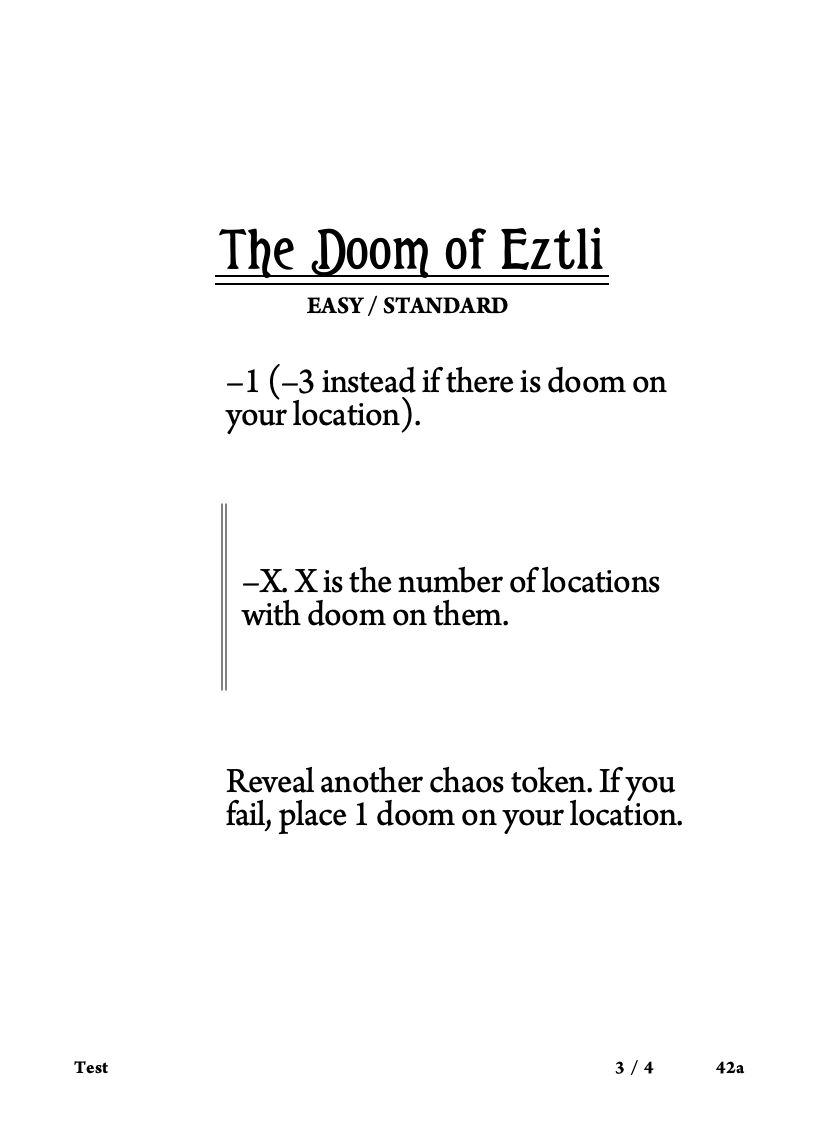 The Doom of Eztli
EASY / STANDARD
–1 (–3 instead if there is doom on
your location).
–X. X is the number of locations
with doom on them.
Reveal another chaos token. If you
fail, place 1 doom on your location.
Test 3 / 4 42a